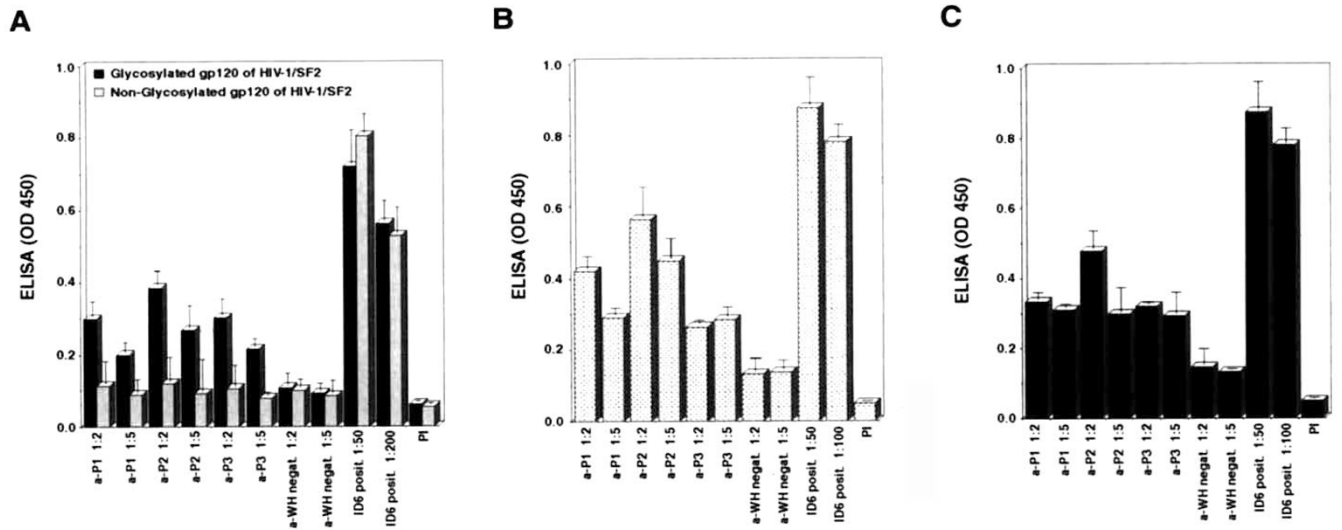 A
ELISA (OD 450)
1.0
0.8
0.6
0.4
0.2
0.0
Glycosylated gp120 of HIV-1/SF2
Non-Glycosylated gp120 of HIV-1/SF2
a-P1 1:2
a-P1 1:5
a-P2 1:2
a-P2 1:5
a-P3 1:2
a-P3 1:5
a-WH negat. 1:2
a-WH negat. 1:5
ID6 posit. 1:50
ID6 posit. 1:200
PI
B
ELISA (OD 450)
1.0
0.8
0.6
0.4
0.2
0.0
a-P1 1:2
a-P1 1:5
a-P2 1:2
a-P2 1:5
a-P3 1:2
a-P3 1:5
a-WH negat. 1:2
a-WH negat. 1:5
ID6 posit. 1:50
ID6 posit. 1:100
PI
C
ELISA (OD 450)
1.0
0.8
0.6
0.4
0.2
0.0
a-P1 1:2
a-P1 1:5
a-P2 1:2
a-P2 1:5
a-P3 1:2
a-P3 1:5
a-WH negat. 1:2
a-WH negat. 1:5
ID6 posit. 1:50
ID6 posit. 1:100
PI